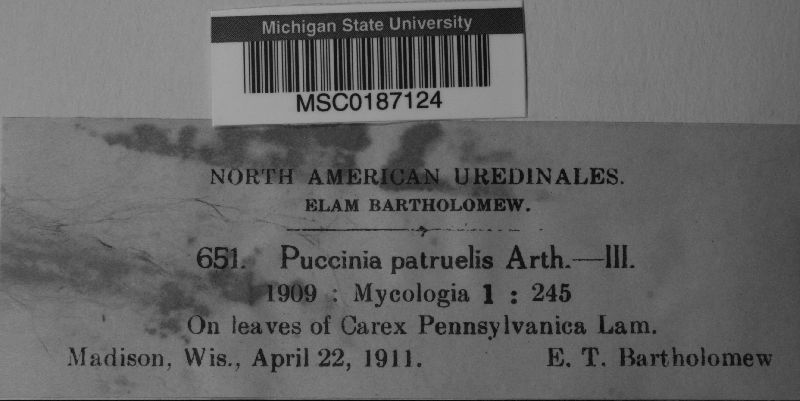 Michigan State University
MSC0187124
NORTH AMERICAN UREDINALES.
ELAM BARTHOLOMEW.
651. Puccinia patruelis Arth.—III.
1909 : Mycologia 1 : 245
On leaves of Carex Pennsylvanica Lam.
Madison, Wis., April 22, 1911. E. T. Bartholomew